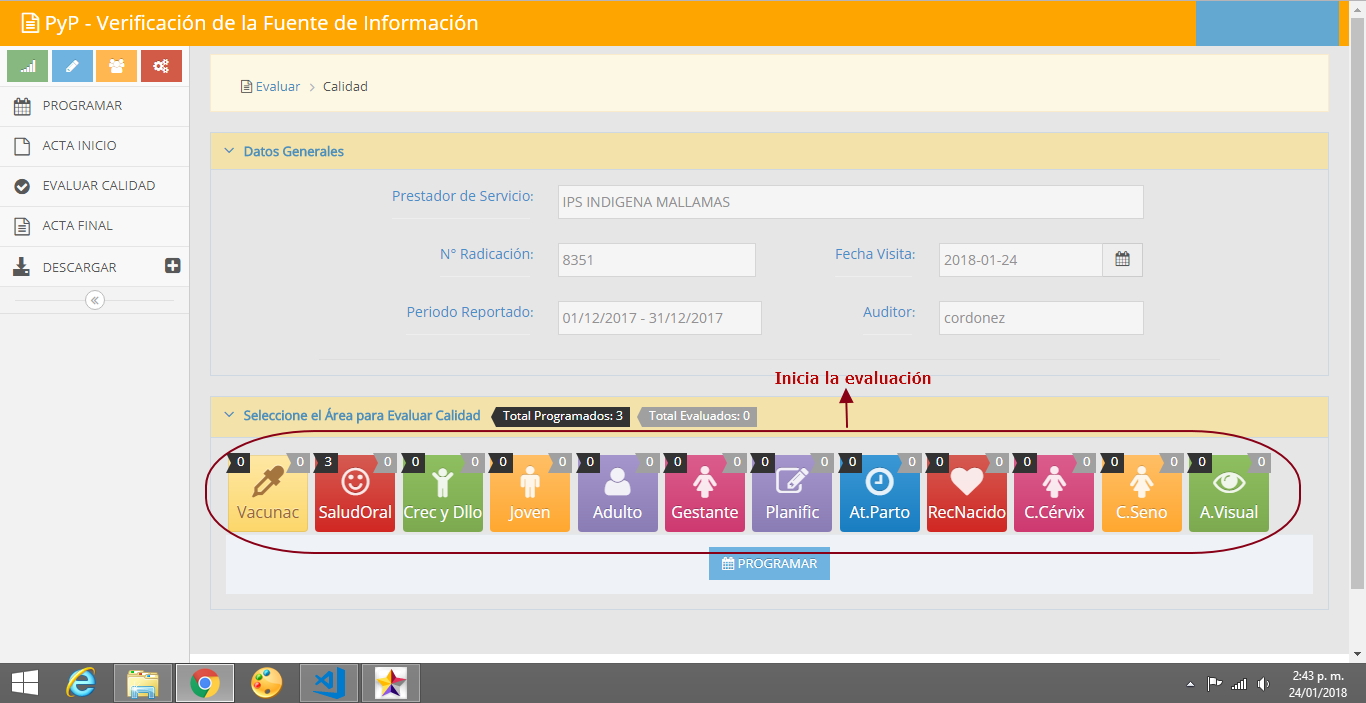 PyP - Verificación de la Fuente de Información
PROGRAMAR
ACTA INICIO
EVALUAR CALIDAD
ACTA FINAL
DESCARGAR
Evaluar > Calidad
Datos Generales
Prestador de Servicio: IPS INDIGENA MALLAMAS
N° Radicación: 8351 Fecha Visita: 2018-01-24
Periodo Reportado: 01/12/2017 - 31/12/2017 Auditor: cordonez
Inicia la evaluación
Seleccione el Área para Evaluar Calidad Total Programados: 3 Total Evaluados: 0
0 0 3 0 0 0 0 0 0 0 0 0 0 0 0 0 0 0 0 0 0 0 0 0
Vacunac SaludOral Crec y Dllo Joven Adulto Gestante Planific At.Parto RecNacido C.Cérvix C.Seno A.Visual
PROGRAMAR
2:43 p. m.
24/01/2018